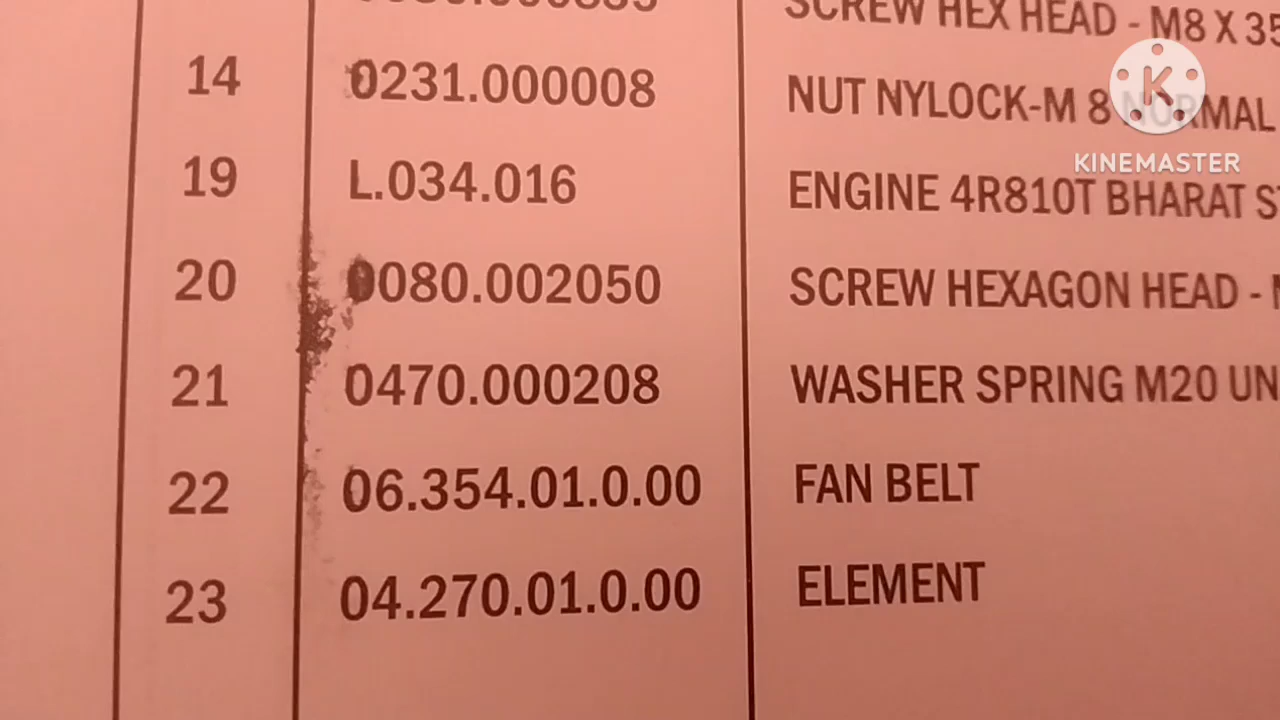 SCREW HEX HEAD - M8 X 35
14 0231.000008 NUT NYLOCK-M 8 NORMAL
19 L.034.016 ENGINE 4R810T BHARAT
20 0080.002050 SCREW HEXAGON HEAD -
21 0470.000208 WASHER SPRING M20 UN
22 06.354.01.0.00 FAN BELT
23 04.270.01.0.00 ELEMENT
K
KINEMASTER